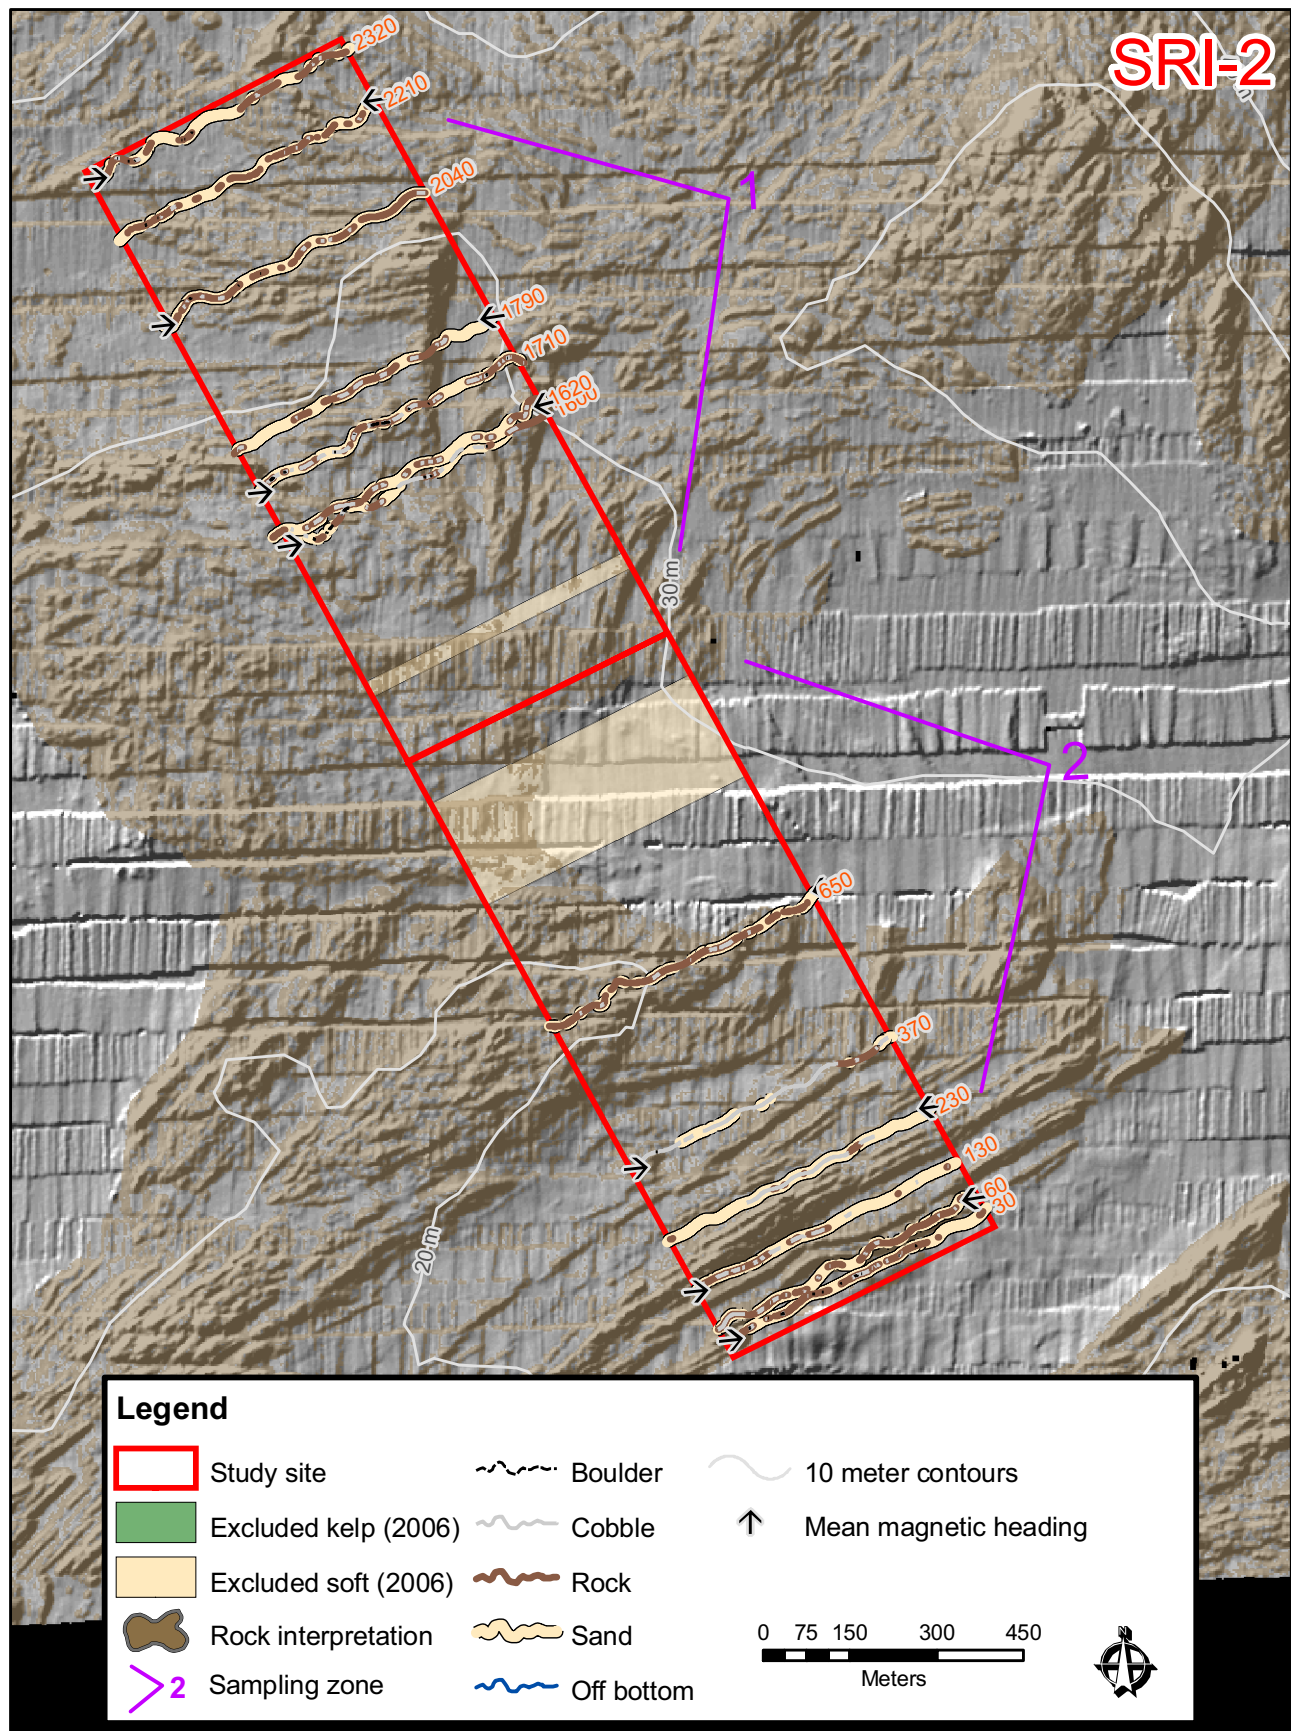 SRI-2
2320
2210
2040
1
1790
1710
1620
1600
30 m
2
650
370
230
130
60
30
20 m
Legend
Study site
Excluded kelp (2006)
Excluded soft (2006)
Rock interpretation
2 Sampling zone
Boulder
Cobble
Rock
Sand
Off bottom
10 meter contours
Mean magnetic heading
0 75 150 300 450
Meters
N